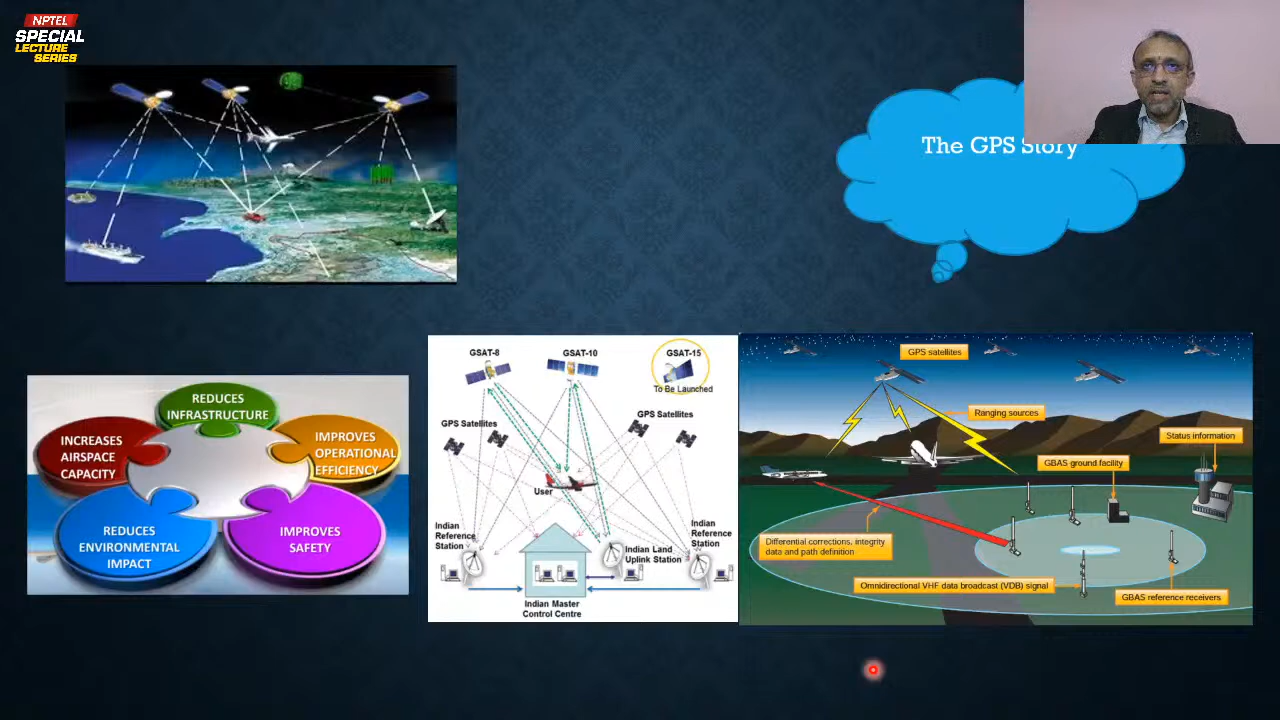 NPTEL
SPECIAL
LECTURE
SERIES
The GPS Story
REDUCES
INFRASTRUCTURE
INCREASES
AIRSPACE
CAPACITY
IMPROVES
OPERATIONAL
EFFICIENCY
REDUCES
ENVIRONMENTAL
IMPACT
IMPROVES
SAFETY
GSAT-8
GSAT-10
GSAT-15
To Be Launched
GPS Satellites
GPS Satellites
User
Indian
Reference
Station
Indian Land
Uplink Station
Indian
Reference
Station
Indian Master
Control Centre
GPS satellites
Ranging sources
Status information
GBAS ground facility
Differential corrections, integrity
data and path definition
Omnidirectional VHF data broadcast (VDB) signal
GBAS reference receivers